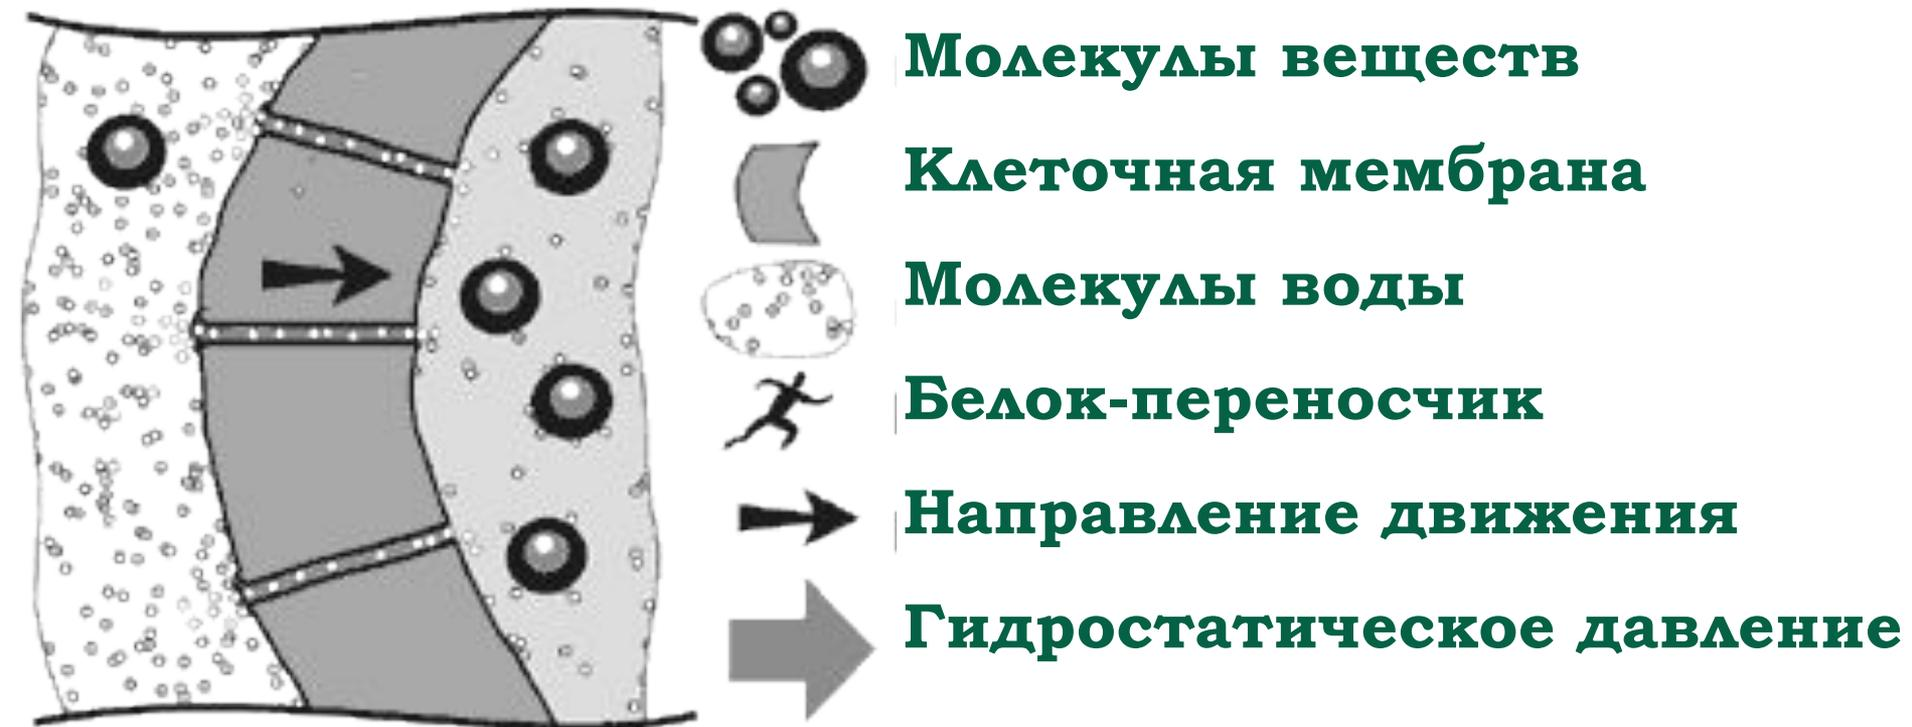 Молекулы веществ
Клеточная мембрана
Молекулы воды
Белок-переносчик
Направление движения
Гидростатическое давление